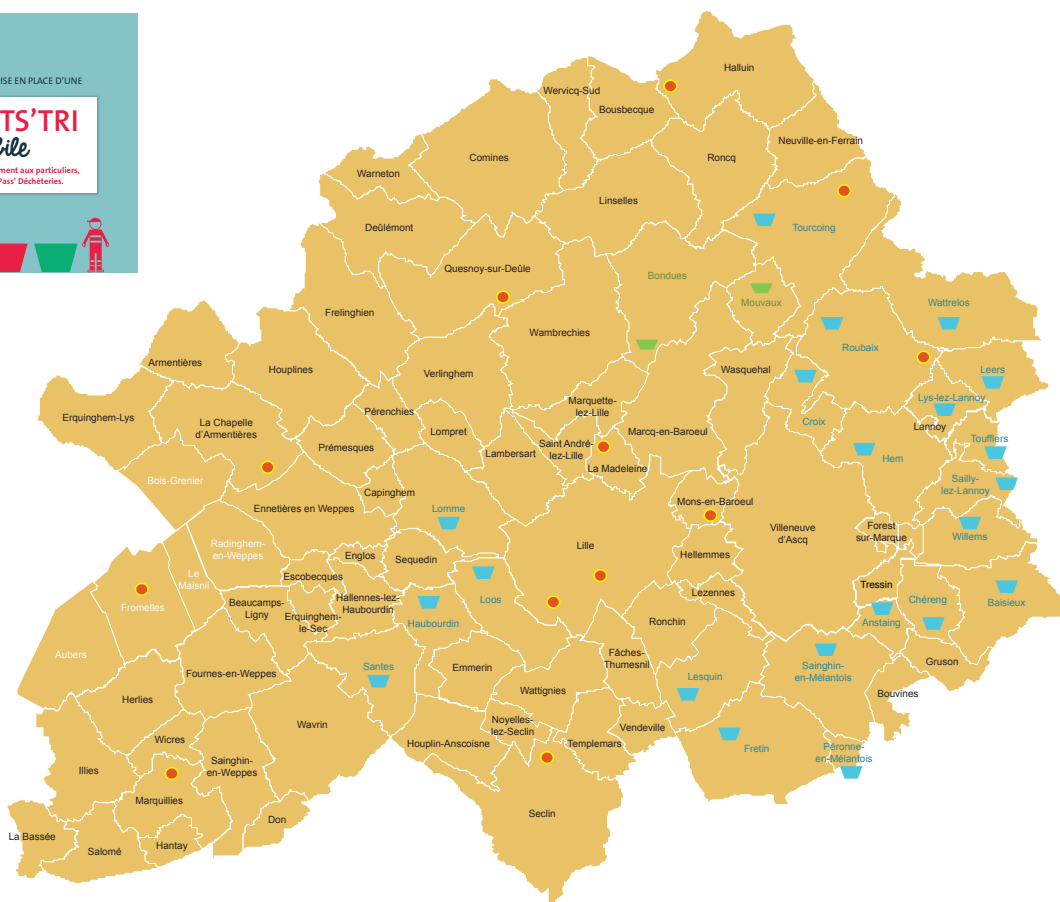 ISE EN PLACE D'UNE
TS'TRI
ile
ment aux particuliers,
Pass' Déchèteries.
Halluin
Wervicq-Sud
Bousbecque
Neuville-en-Ferrain
Roncq
Comines
Warneton
Linselles
Deûlémont
Tourcoing
Quesnoy-sur-Deûle
Bondues
Mouvaux
Wattrelos
Frelinghien
Wambrechies
Roubaix
Armentières
Houplines
Verlinghem
Wasquehal
Leers
Erquinghem-Lys
Marquette-
lez-Lille
Lys-lez-Lannoy
La Chapelle
d'Armentières
Pérenchies
Croix
Lannoy
Prémesques
Lompret
Lambersart
Saint André-
lez-Lille
Marcq-en-Baroeul
Toufflers
La Madeleine
Hem
Bois-Grenier
Capinghem
Sailly-
lez-Lannoy
Ennetières en Weppes
Lomme
Mons-en-Baroeul
Villeneuve
d'Ascq
Forest
sur-Marque
Willems
Radinghem-
en-Weppes
Englos
Sequedin
Lille
Hellemmes
Le
Maisnil
Escobecques
Loos
Lezennes
Tressin
Fromelles
Beaucamps-
Ligny
Erquinghem-
le-Sec
Hallennes-lez-
Haubourdin
Haubourdin
Ronchin
Anstaing
Chéreng
Baisieux
Aubers
Fournes-en-Weppes
Santes
Emmerin
Fâches-
Thumesnil
Sainghin-
en-Mélantois
Gruson
Herlies
Wattignies
Lesquin
Bouvines
Wavrin
Noyelles-
lez-Seclin
Vendeville
Wicres
Houplin-Anscoisne
Templemars
Fretin
Péronne-
en-Mélantois
Illies
Sainghin-
en-Weppes
Marquillies
Seclin
Don
La Bassée
Salomé
Hantay